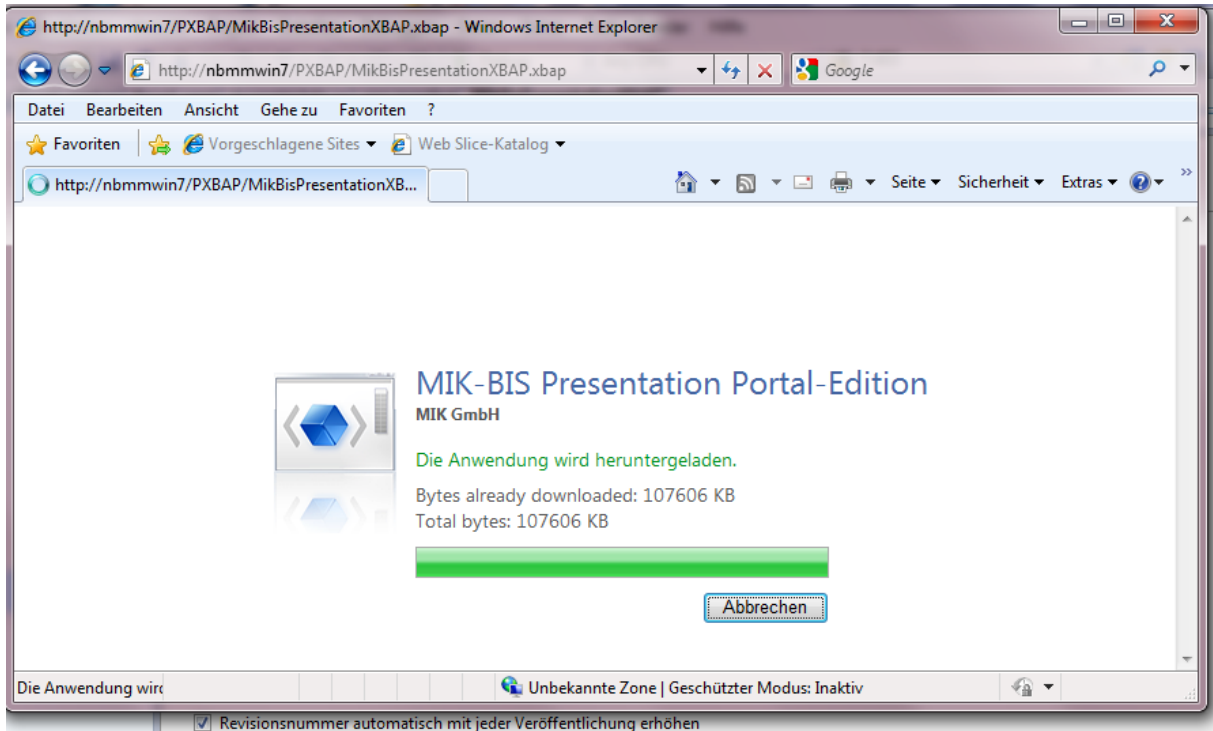 http://nbmmwin7/PXBAP/MikBisPresentationXBAP.xbap - Windows Internet Explorer
http://nbmmwin7/PXBAP/MikBisPresentationXBAP.xbap
Google
Datei Bearbeiten Ansicht Gehe zu Favoriten ?
Favoriten Vorgeschlagene Sites Web Slice-Katalog
http://nbmmwin7/PXBAP/MikBisPresentationXB... Seite Sicherheit Extras
MIK-BIS Presentation Portal-Edition
MIK GmbH
Die Anwendung wird heruntergeladen.
Bytes already downloaded: 107606 KB
Total bytes: 107606 KB
Abbrechen
Die Anwendung wird Unbekannte Zone | Geschützter Modus: Inaktiv
Revisionsnummer automatisch mit jeder Veröffentlichung erhöhen